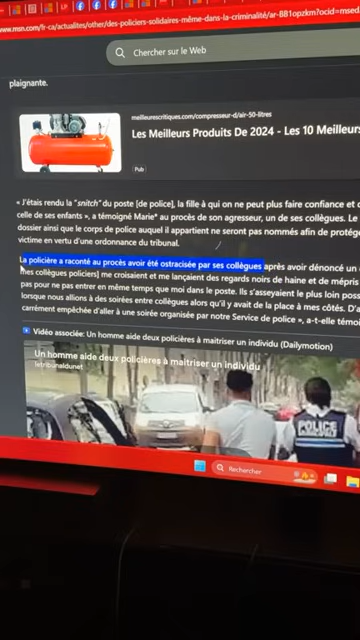 www.msn.com/fr-ca/actualites/other/des-policiers-solidaires-même-dans-la-criminalité/ar-881opzkm?ocid=msed
Chercher sur le Web
plaignante.
meilleurescritiques.com/compresseur-d/air-50-litres
Les Meilleurs Produits De 2024 - Les 10 Meilleur
Pub
« J'étais rendu la "snitch" du poste [de police], la fille à qui on ne peut plus faire confiance et
celle de ses enfants », a témoigné Marie* au procès de son agresseur, un de ses collègues. Le
dossier ainsi que le corps de police auquel il appartient ne seront pas nommés afin de protég
victime en vertu d'une ordonnance du tribunal.
La policière a raconté au procès avoir été ostracisée par ses collègues après avoir dénoncé un
mes collègues policiers] me croisaient et me lançaient des regards noirs de haine et de mépris
pas pour ne pas entrer en même temps que moi dans le poste. Ils s'asseyaient le plus loin poss
lorsque nous allions à des soirées entre collègues alors qu'il y avait de la place à mes côtés. D'a
carrément empêchée d'aller à une soirée organisée par notre Service de police », a-t-elle témoi
Vidéo associée: Un homme aide deux policières à maitriser un individu (Dailymotion)
Un homme aide deux policières à maitriser un individu
letribunaldunet
POLICE
MUNICIPALE
Rechercher